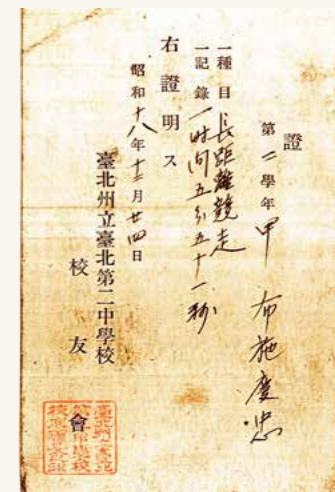 證
第二學年甲 布施慶忠
一種目 長距離競走
一記錄 一時間五分五十一秒
右證明ス
昭和十八年十二月廿四日
臺北州立臺北第二中學校
校友會